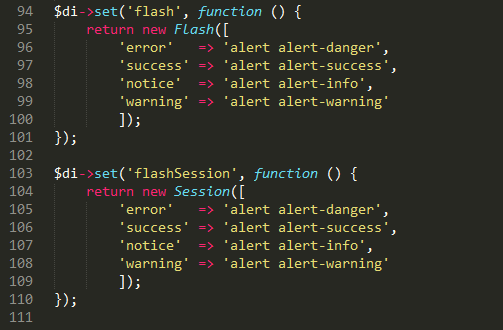 94 $di->set('flash', function () {
95     return new Flash([
96         'error'   => 'alert alert-danger',
97         'success' => 'alert alert-success',
98         'notice'  => 'alert alert-info',
99         'warning' => 'alert alert-warning'
100         ]);
101 });
102
103 $di->set('flashSession', function () {
104     return new Session([
105         'error'   => 'alert alert-danger',
106         'success' => 'alert alert-success',
107         'notice'  => 'alert alert-info',
108         'warning' => 'alert alert-warning'
109         ]);
110 });
111